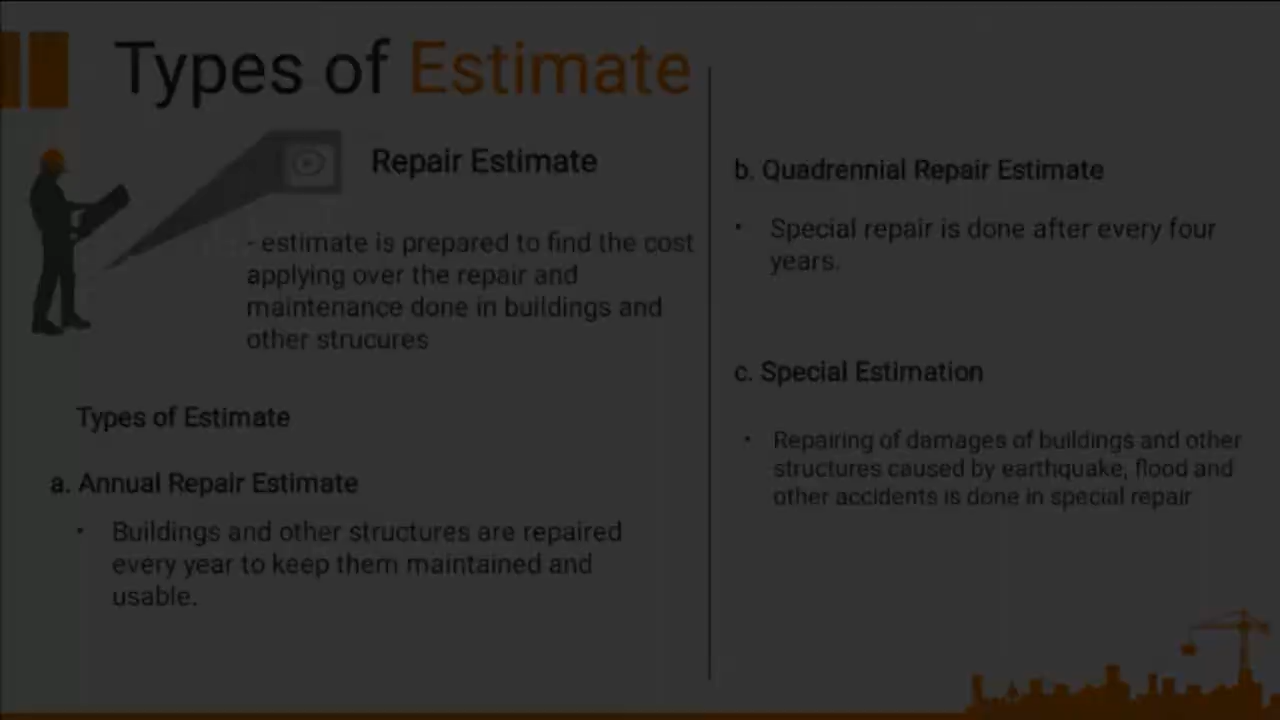 Types of Estimate
Repair Estimate
- estimate is prepared to find the cost
applying over the repair and
maintenance done in buildings and
other strucures
Types of Estimate
a. Annual Repair Estimate
• Buildings and other structures are repaired
every year to keep them maintained and
usable.
b. Quadrennial Repair Estimate
• Special repair is done after every four
years.
c. Special Estimation
• Repairing of damages of buildings and other
structures caused by earthquake, flood and
other accidents is done in special repair